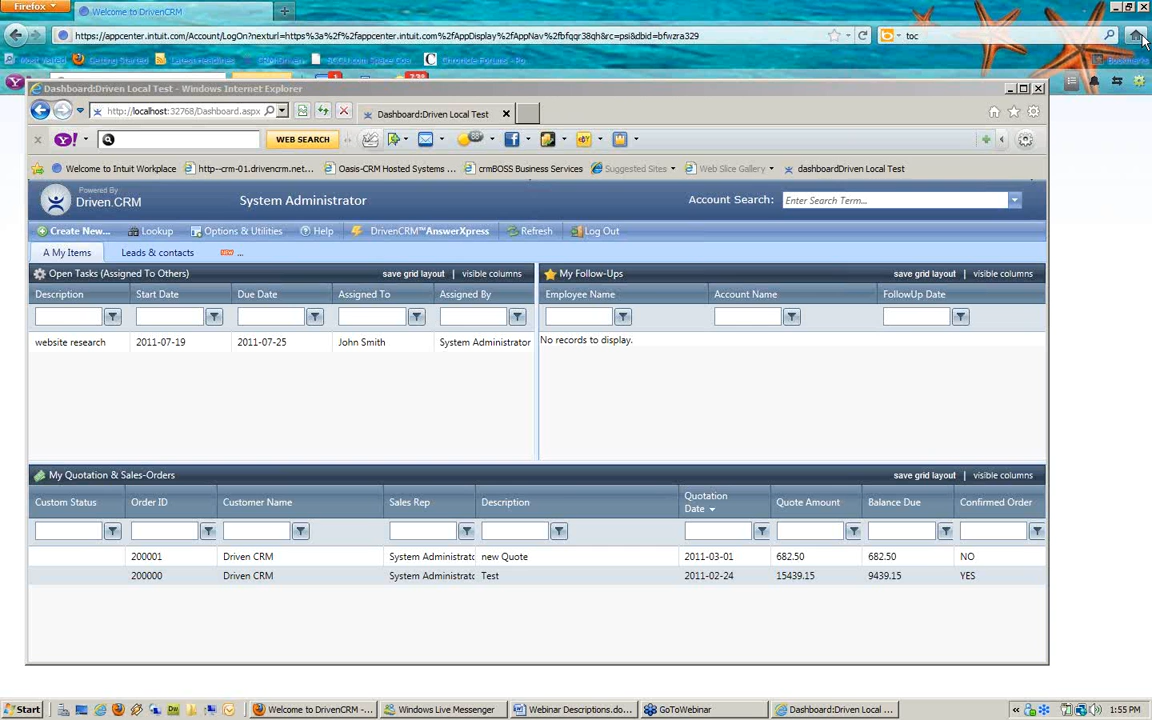 Firefox
Welcome to DrivenCRM
https://appcenter.intuit.com/Account/LogOn?nexturl=https%3a%2f%2fappcenter.intuit.com%2fAppDisplay%2fAppNav%2fbfqqr38qh&rc=psi&dbid=bfwzra329
toc
Most Visited Getting Started Latest Headlines Bookmarks
Dashboard:Driven Local Test - Windows Internet Explorer
http://localhost:32768/Dashboard.aspx
Dashboard:Driven Local Test
WEB SEARCH
Welcome to Intuit Workplace http--crm-01.drivencrm.net... Oasis-CRM Hosted Systems ... crmBOSS Business Services Suggested Sites Web Slice Gallery dashboardDriven Local Test
Powered By
Driven.CRM
System Administrator
Account Search: Enter Search Term...
Create New... Lookup Options & Utilities Help DrivenCRM™AnswerXpress Refresh Log Out
A My Items Leads & contacts NEW ...
Open Tasks (Assigned To Others) save grid layout | visible columns
My Follow-Ups save grid layout | visible columns
Description Start Date Due Date Assigned To Assigned By
Employee Name Account Name FollowUp Date
website research 2011-07-19 2011-07-25 John Smith System Administrator
No records to display.
My Quotation & Sales-Orders save grid layout | visible columns
Custom Status Order ID Customer Name Sales Rep Description Quotation Date Quote Amount Balance Due Confirmed Order
200001 Driven CRM System Administratc new Quote 2011-03-01 682.50 682.50 NO
200000 Driven CRM System Administratc Test 2011-02-24 15439.15 9439.15 YES
Start Welcome to DrivenCRM -... Windows Live Messenger Webinar Descriptions.do... GoToWebinar Dashboard:Driven Local ... 1:55 PM